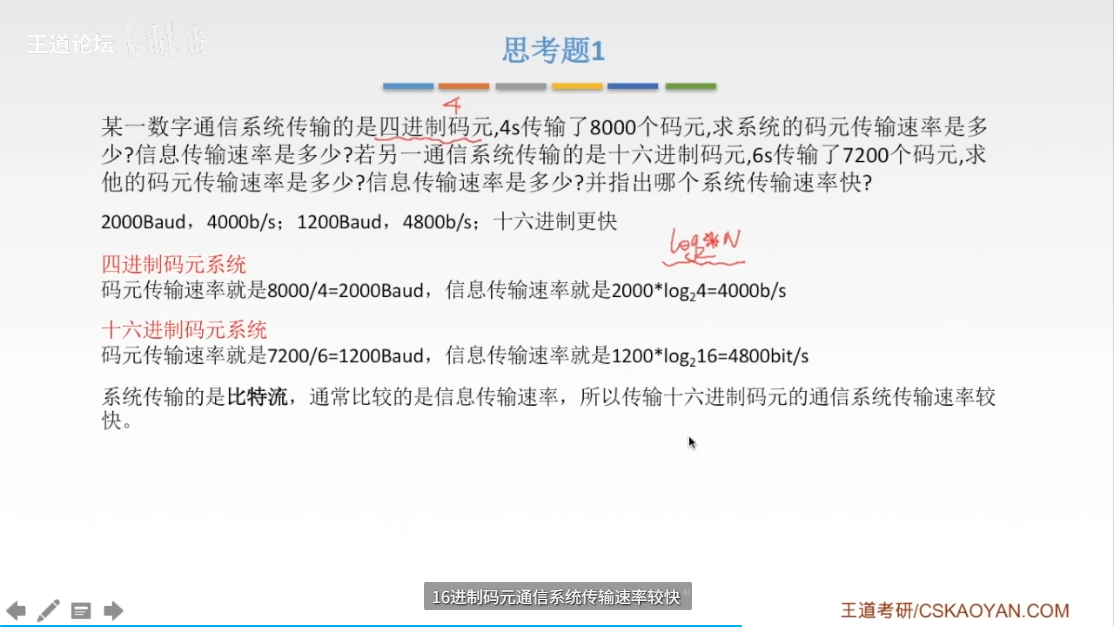 王道论坛 bilibili
思考题1
4
某一数字通信系统传输的是四进制码元,4s传输了8000个码元,求系统的码元传输速率是多
少?信息传输速率是多少?若另一通信系统传输的是十六进制码元,6s传输了7200个码元,求
他的码元传输速率是多少?信息传输速率是多少?并指出哪个系统传输速率快?
2000Baud，4000b/s；1200Baud，4800b/s；十六进制更快
四进制码元系统
码元传输速率就是8000/4=2000Baud，信息传输速率就是2000*log₂4=4000b/s
十六进制码元系统
码元传输速率就是7200/6=1200Baud，信息传输速率就是1200*log₂16=4800bit/s
系统传输的是比特流，通常比较的是信息传输速率，所以传输十六进制码元的通信系统传输速率较
快。
16进制码元通信系统传输速率较快
王道考研/CSKAOYAN.COM